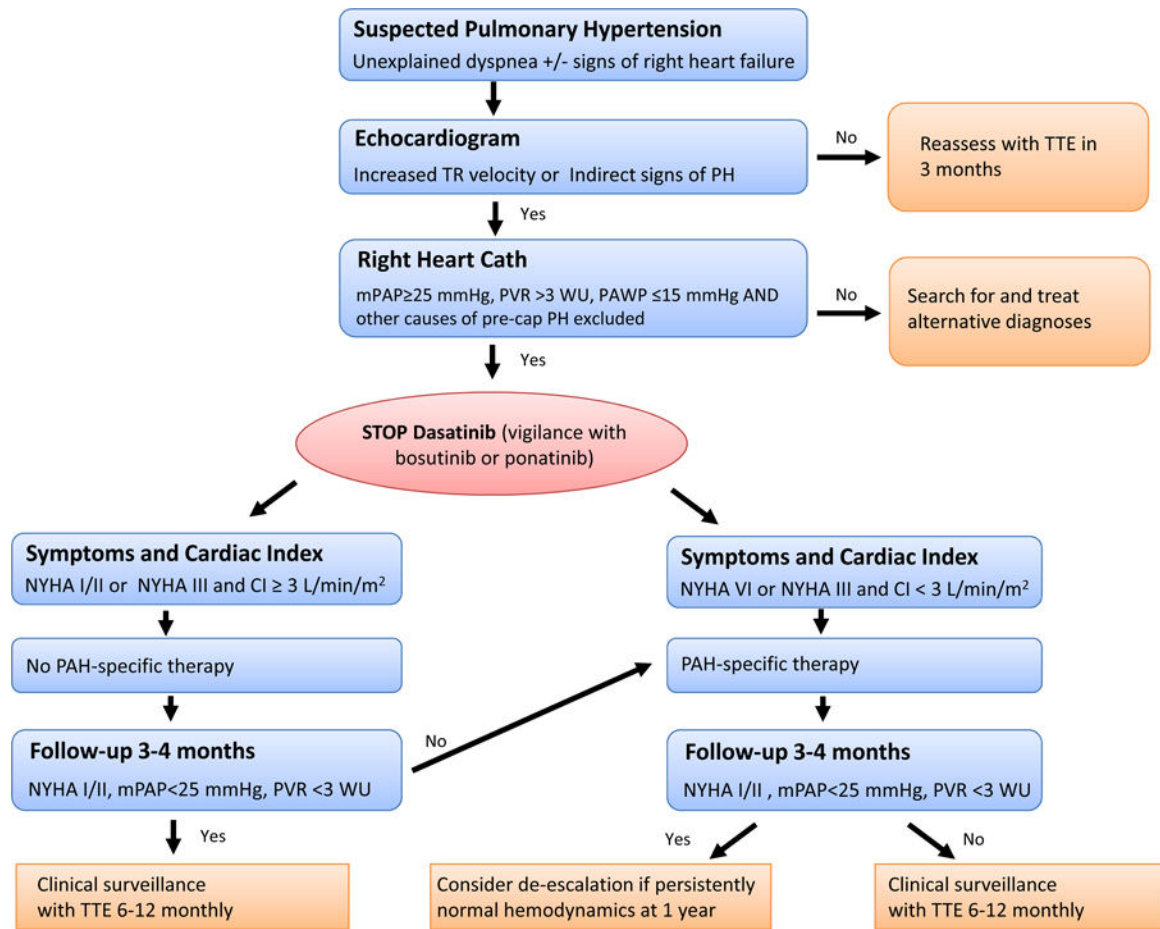 Suspected Pulmonary Hypertension
Unexplained dyspnea +/- signs of right heart failure
Echocardiogram
Increased TR velocity or Indirect signs of PH
No
Reassess with TTE in
3 months
Yes
Right Heart Cath
mPAP≥25 mmHg, PVR >3 WU, PAWP ≤15 mmHg AND
other causes of pre-cap PH excluded
No
Search for and treat
alternative diagnoses
Yes
STOP Dasatinib (vigilance with
bosutinib or ponatinib)
Symptoms and Cardiac Index
NYHA I/II or NYHA III and CI ≥ 3 L/min/m²
No PAH-specific therapy
Follow-up 3-4 months
NYHA I/II, mPAP<25 mmHg, PVR <3 WU
No
Yes
Clinical surveillance
with TTE 6-12 monthly
Symptoms and Cardiac Index
NYHA VI or NYHA III and CI < 3 L/min/m²
PAH-specific therapy
Follow-up 3-4 months
NYHA I/II , mPAP<25 mmHg, PVR <3 WU
Yes
No
Consider de-escalation if persistently
normal hemodynamics at 1 year
Clinical surveillance
with TTE 6-12 monthly